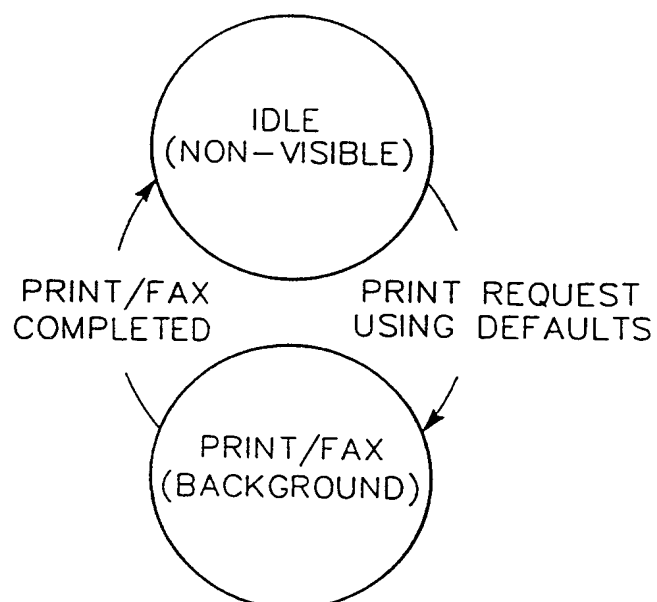 IDLE
(NON-VISIBLE)
PRINT/FAX
COMPLETED
PRINT REQUEST
USING DEFAULTS
PRINT/FAX
(BACKGROUND)